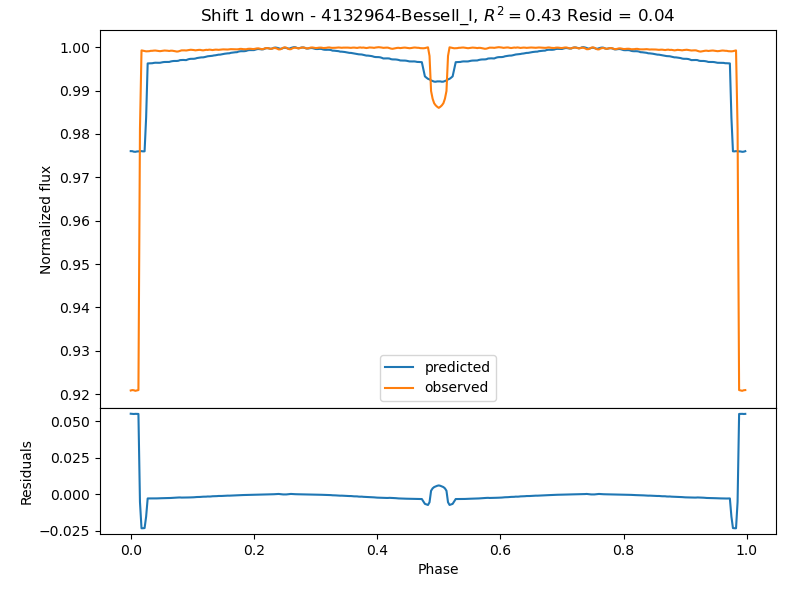 Shift 1 down - 4132964-Bessell_I, $R^2 = 0.43$ Resid = 0.04
1.00
0.99
0.98
0.97
0.96
0.95
0.94
0.93
0.92
Normalized flux
predicted
observed
0.050
0.025
0.000
−0.025
Residuals
0.0 0.2 0.4 0.6 0.8 1.0
Phase